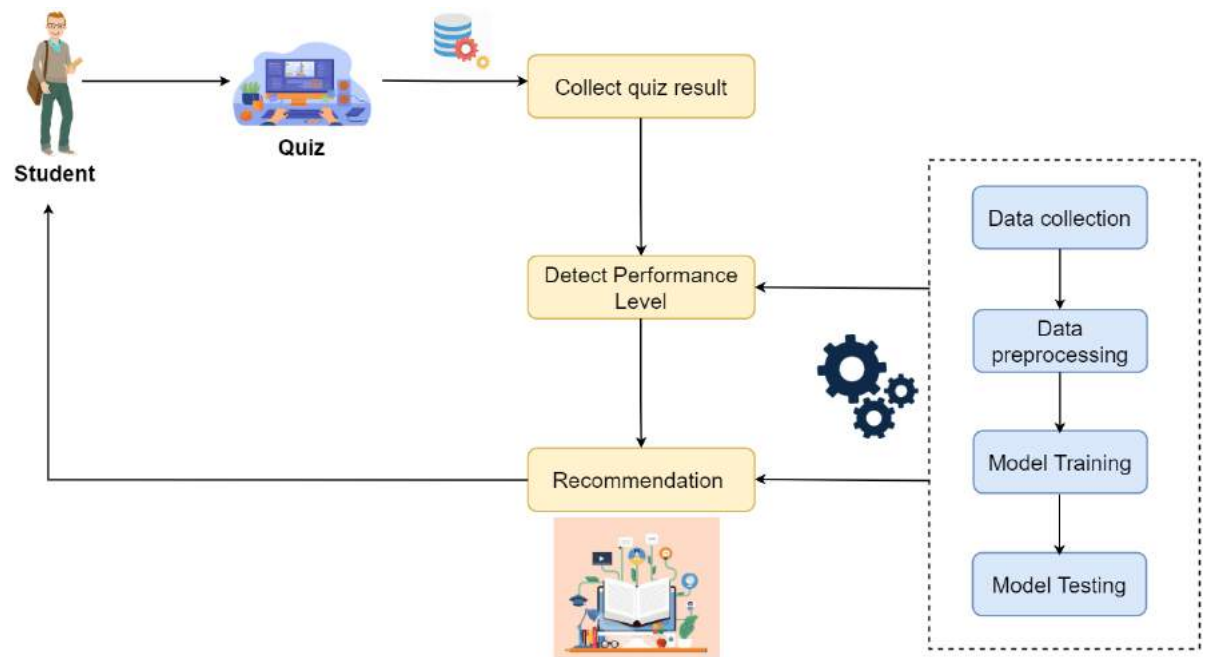 Student
Quiz
Collect quiz result
Detect Performance
Level
Recommendation
Data collection
Data
preprocessing
Model Training
Model Testing